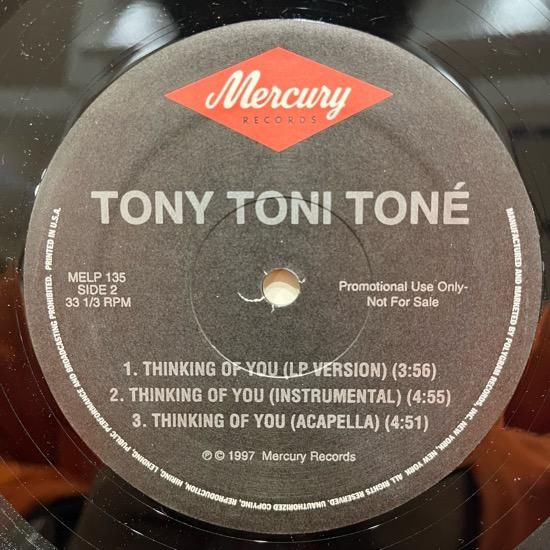 Mercury
RECORDS
TONY TONI TONÉ
MELP 135
SIDE 2
33 1/3 RPM
Promotional Use Only-
Not For Sale
1. THINKING OF YOU (LP VERSION) (3:56)
2. THINKING OF YOU (INSTRUMENTAL) (4:55)
3. THINKING OF YOU (ACAPELLA) (4:51)
℗ © 1997 Mercury Records
MANUFACTURED AND MARKETED BY POLYGRAM RECORDS, INC. NEW YORK, NEW YORK. ALL RIGHTS RESERVED. UNAUTHORIZED COPYING, REPRODUCTION, HIRING, LENDING, PUBLIC PERFORMANCE AND BROADCASTING PROHIBITED. PRINTED IN U.S.A.